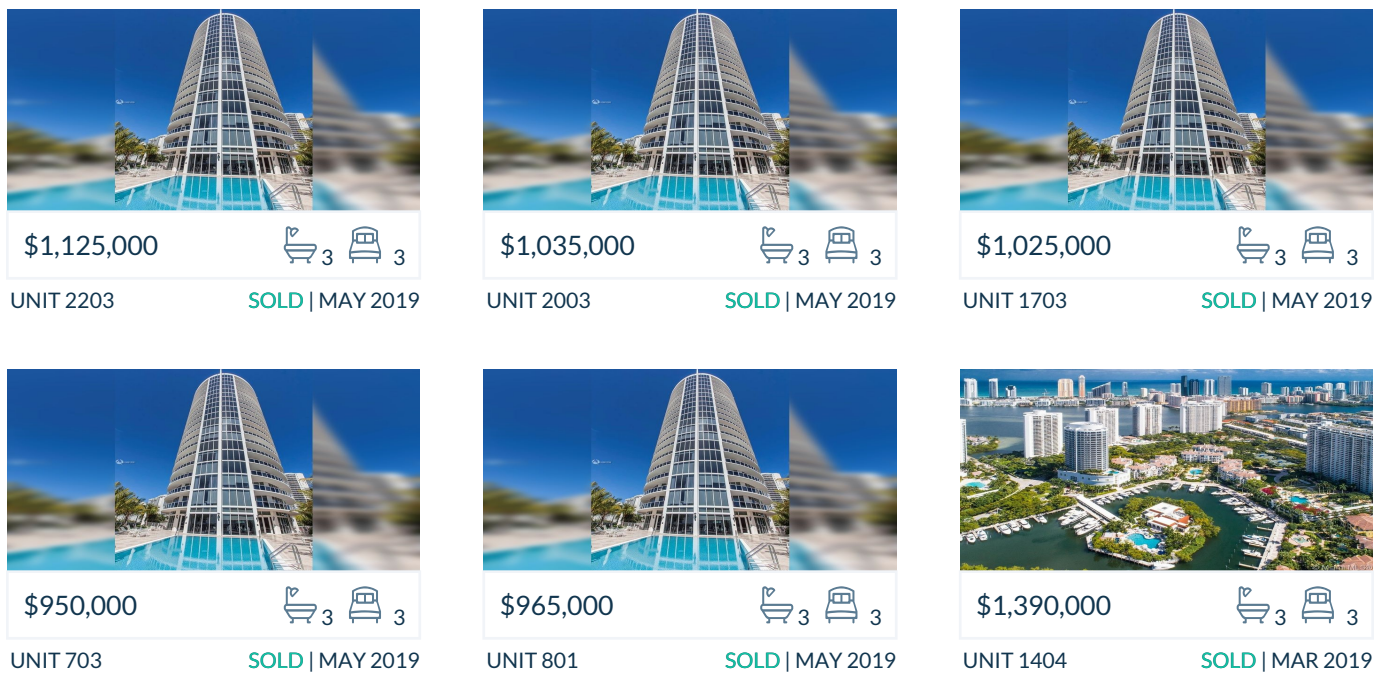 $1,125,000 3 3
UNIT 2203 SOLD | MAY 2019
$1,035,000 3 3
UNIT 2003 SOLD | MAY 2019
$1,025,000 3 3
UNIT 1703 SOLD | MAY 2019
$950,000 3 3
UNIT 703 SOLD | MAY 2019
$965,000 3 3
UNIT 801 SOLD | MAY 2019
$1,390,000 3 3
UNIT 1404 SOLD | MAR 2019